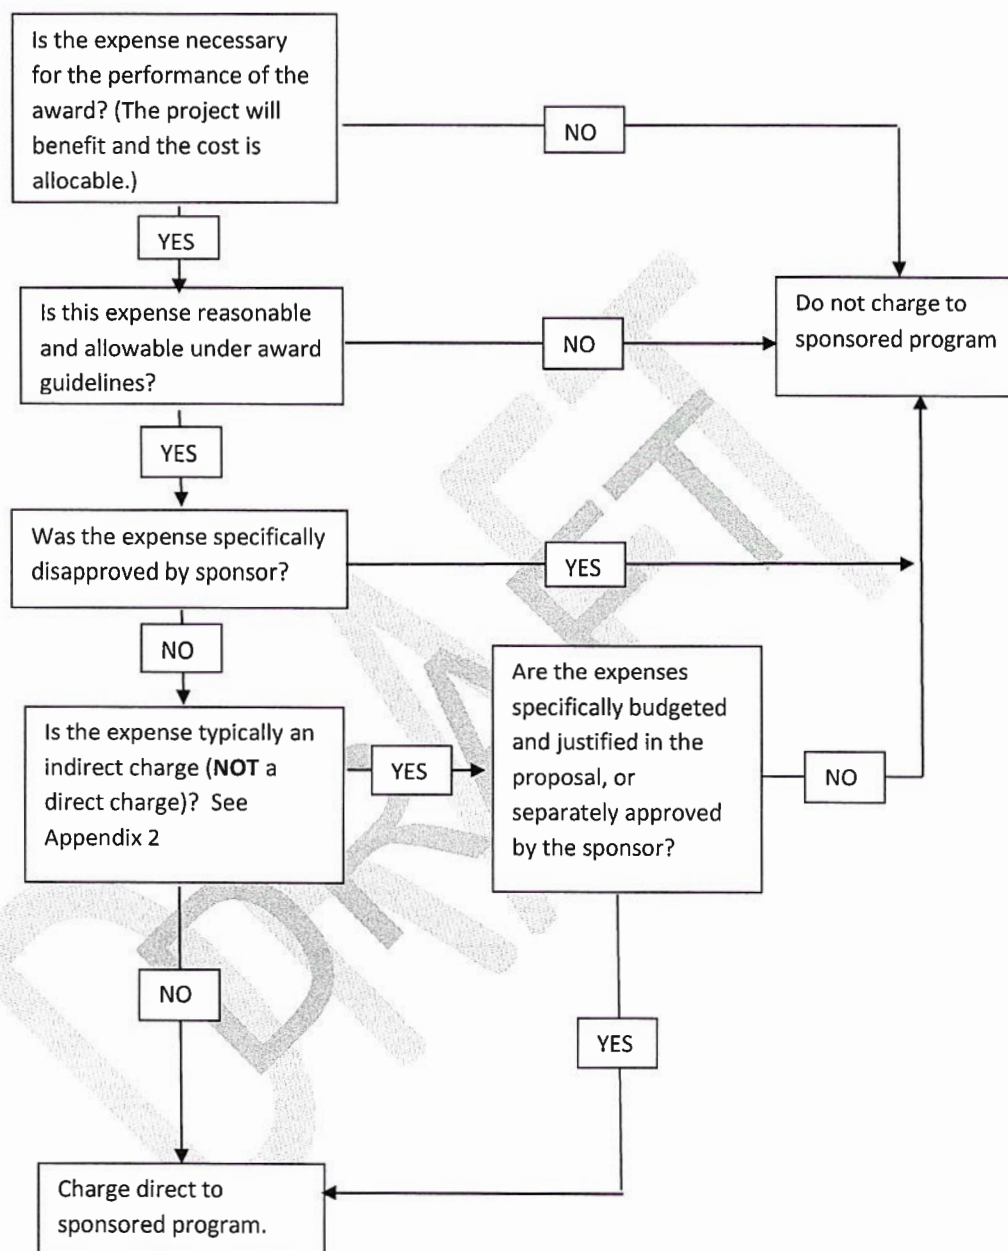 Is the expense necessary
for the performance of the
award? (The project will
benefit and the cost is
allocable.)
NO
YES
Do not charge to
sponsored program
Is this expense reasonable
and allowable under award
guidelines?
NO
YES
Was the expense specifically
disapproved by sponsor?
YES
NO
Are the expenses
specifically budgeted
and justified in the
proposal, or
separately approved
by the sponsor?
Is the expense typically an
indirect charge (NOT a
direct charge)? See
Appendix 2
YES
NO
NO
YES
Charge direct to
sponsored program.
DRAFT